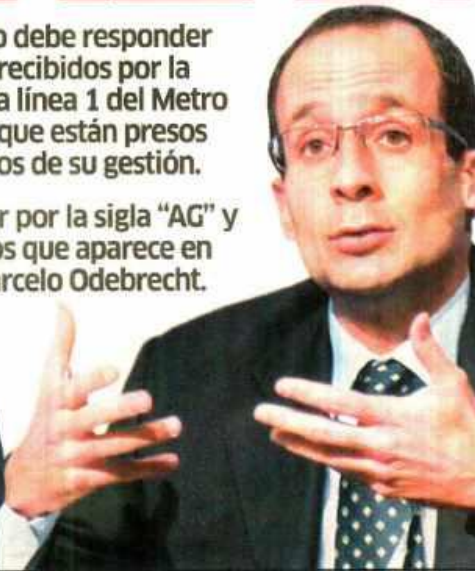 o debe responder
recibidos por la
a línea 1 del Metro
que están presos
os de su gestión.
r por la sigla “AG” y
os que aparece en
rcelo Odebrecht.